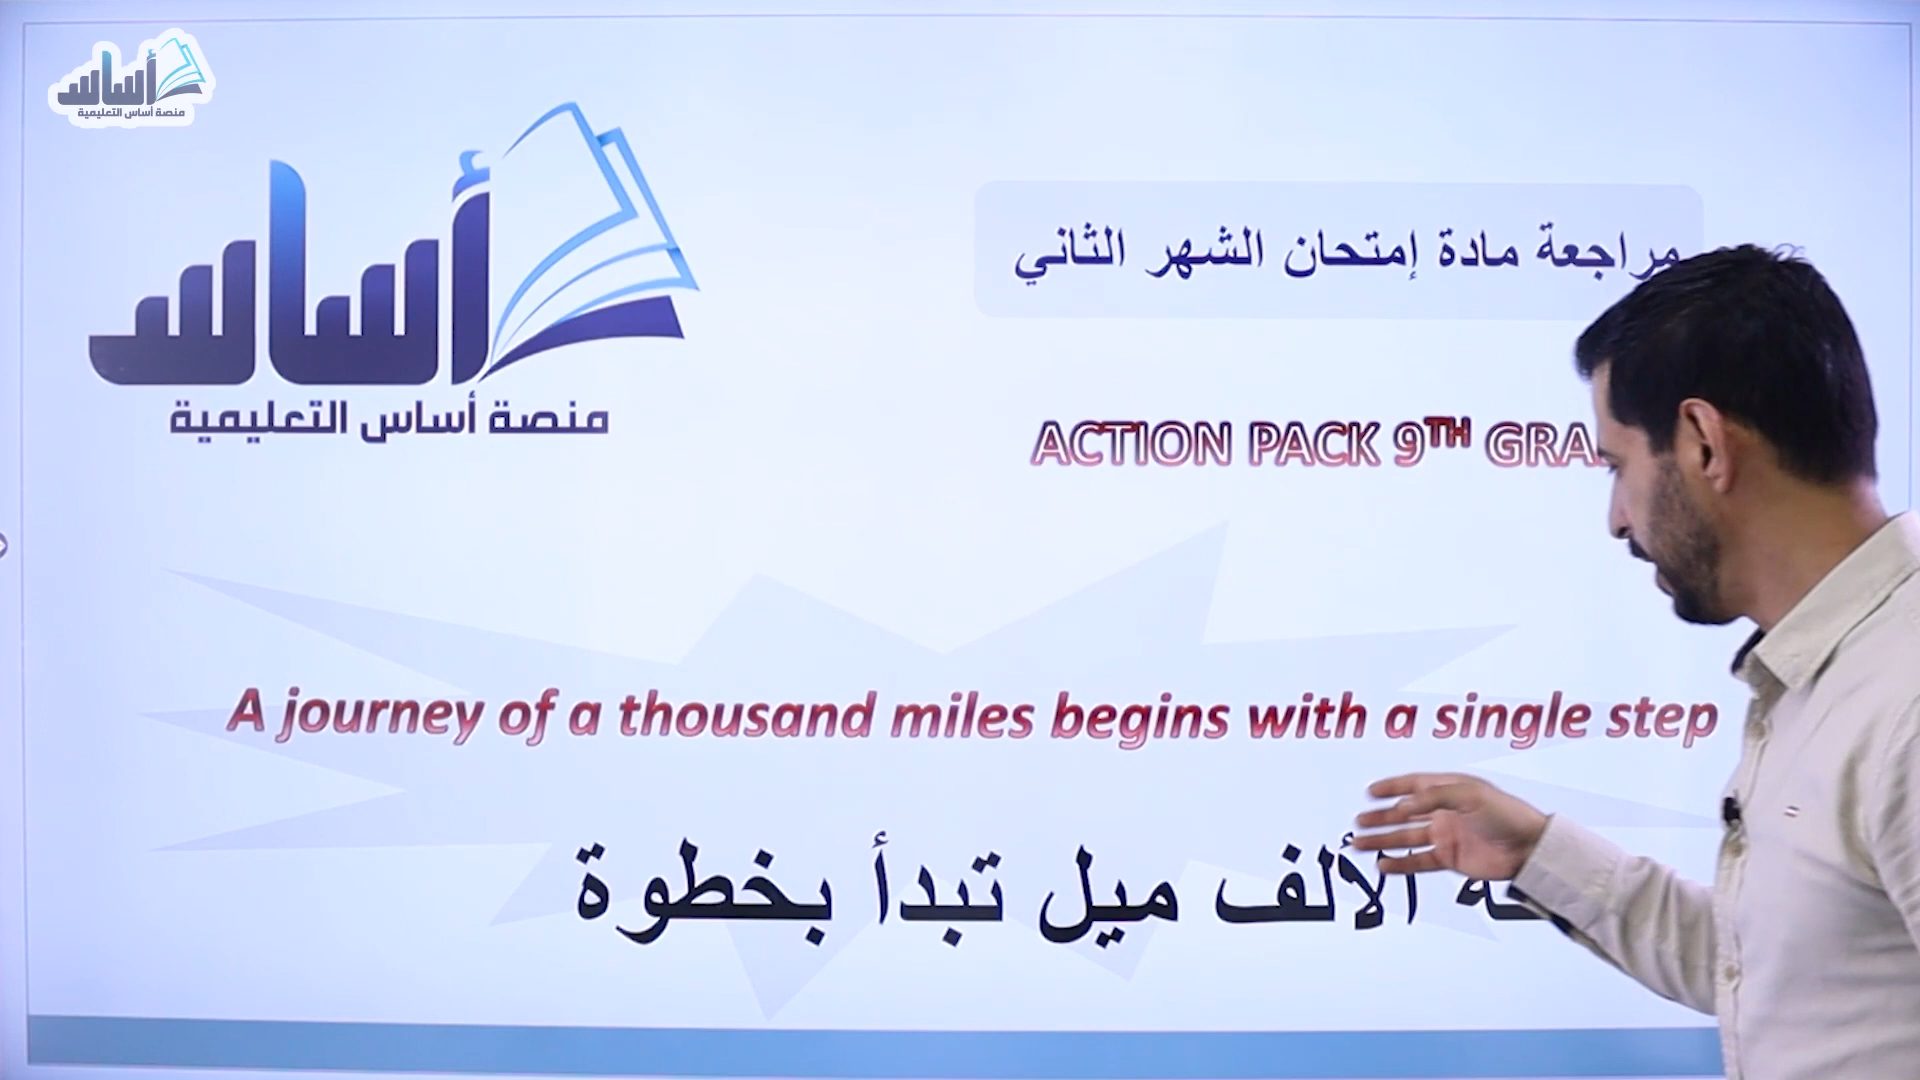 أساس
منصة أساس التعليمية
أساس
منصة أساس التعليمية
مراجعة مادة إمتحان الشهر الثاني
ACTION PACK 9TH
A journey of a thousand miles begins with a single step
الألف ميل تبدأ بخطوة